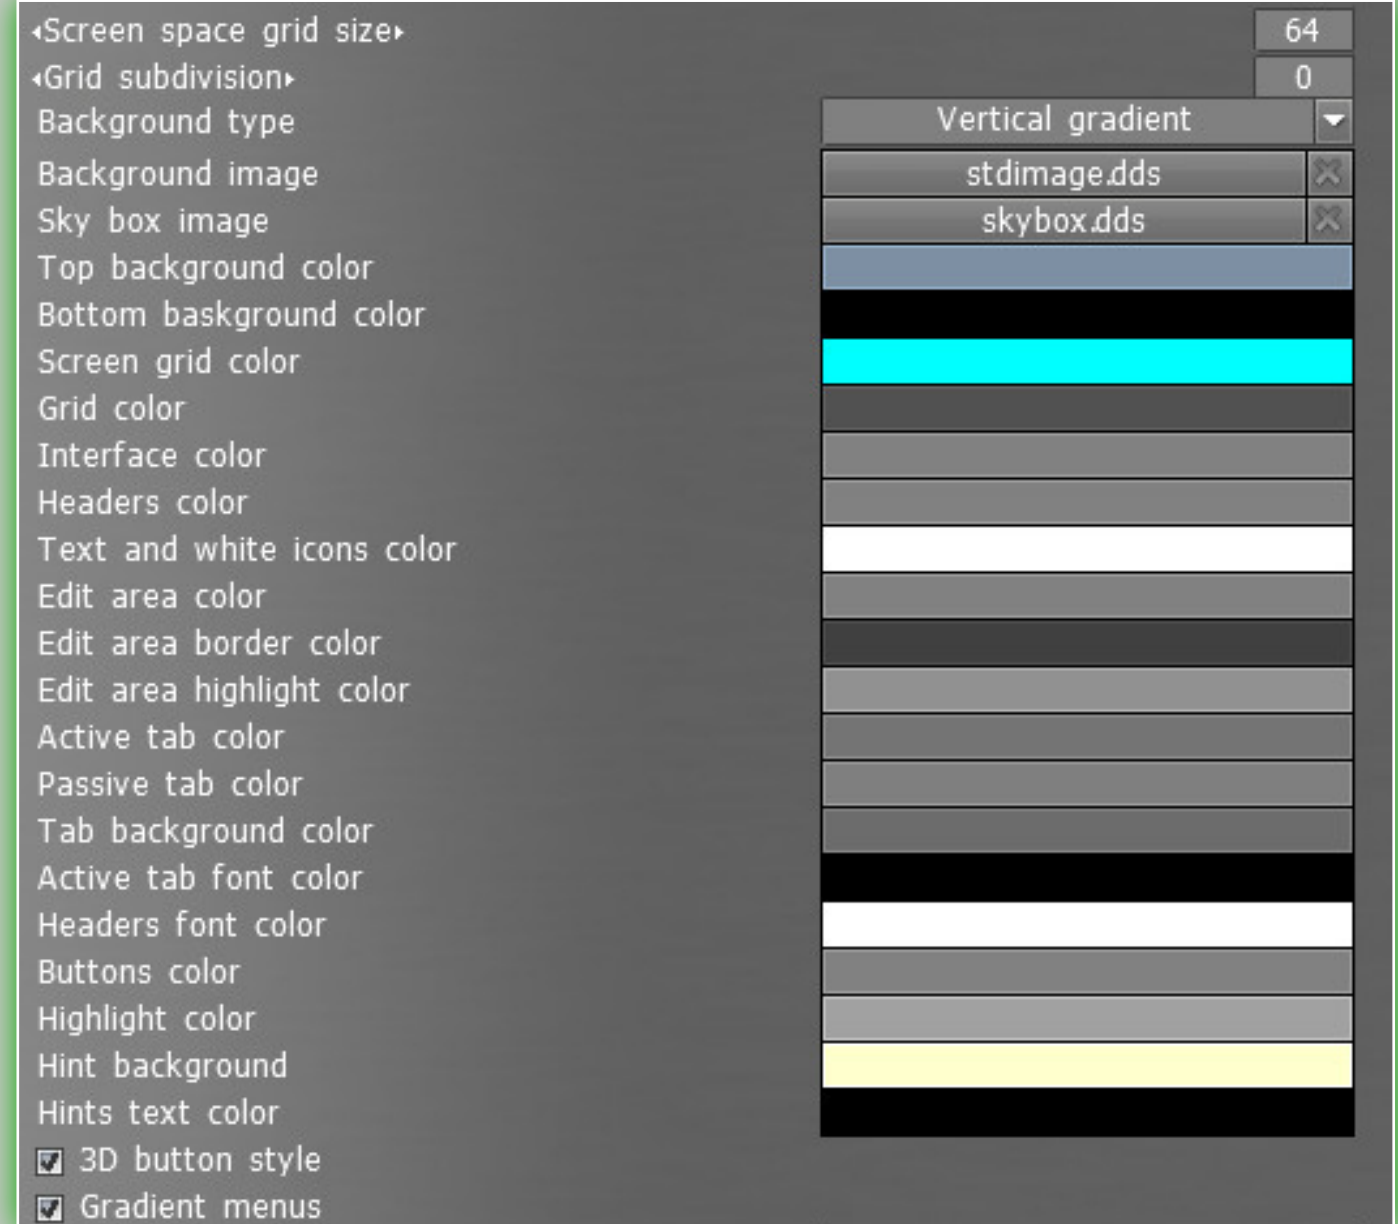 Screen space grid size 64
Grid subdivision 0
Background type Vertical gradient
Background image stdimage.dds
Sky box image skybox.dds
Top background color
Bottom baskground color
Screen grid color
Grid color
Interface color
Headers color
Text and white icons color
Edit area color
Edit area border color
Edit area highlight color
Active tab color
Passive tab color
Tab background color
Active tab font color
Headers font color
Buttons color
Highlight color
Hint background
Hints text color
3D button style
Gradient menus